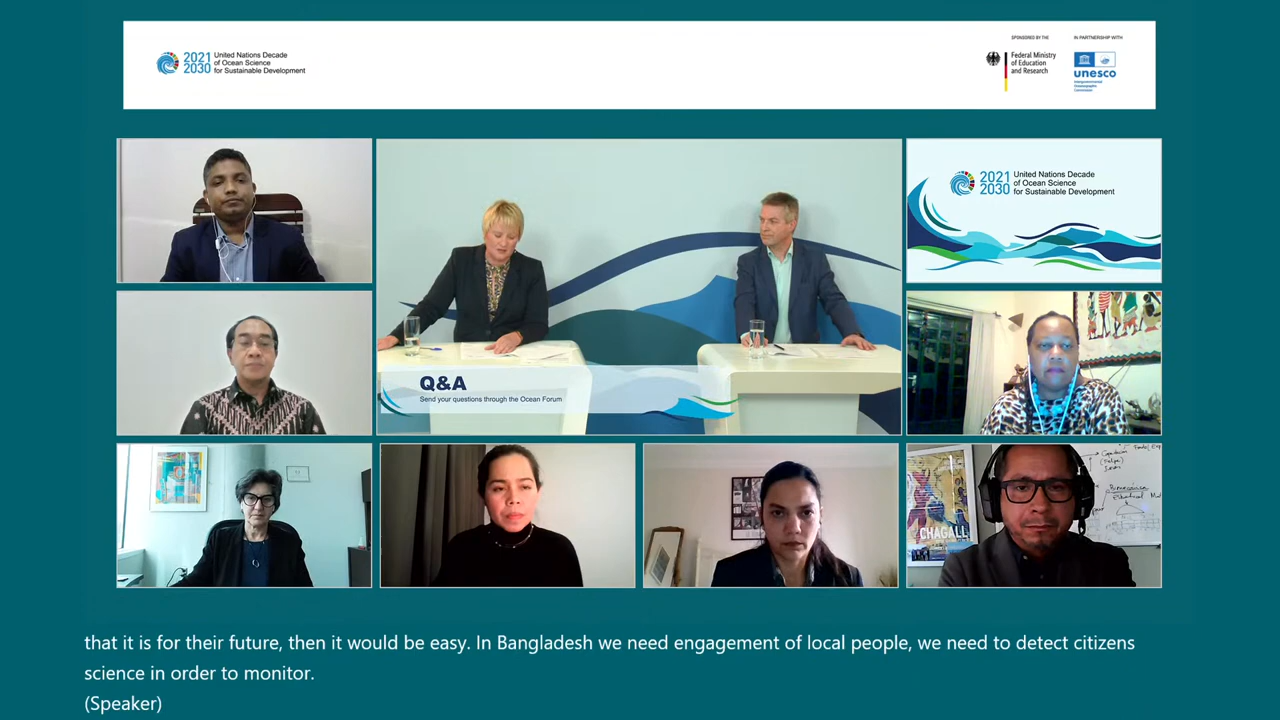 2021
2030
United Nations Decade
of Ocean Science
for Sustainable Development
SPONSORED BY THE
Federal Ministry
of Education
and Research
IN PARTNERSHIP WITH
unesco
Intergovernmental
Oceanographic
Commission
2021
2030
United Nations Decade
of Ocean Science
for Sustainable Development
Q&A
Send your questions through the Ocean Forum
CHAGALL
that it is for their future, then it would be easy. In Bangladesh we need engagement of local people, we need to detect citizens
science in order to monitor.
(Speaker)